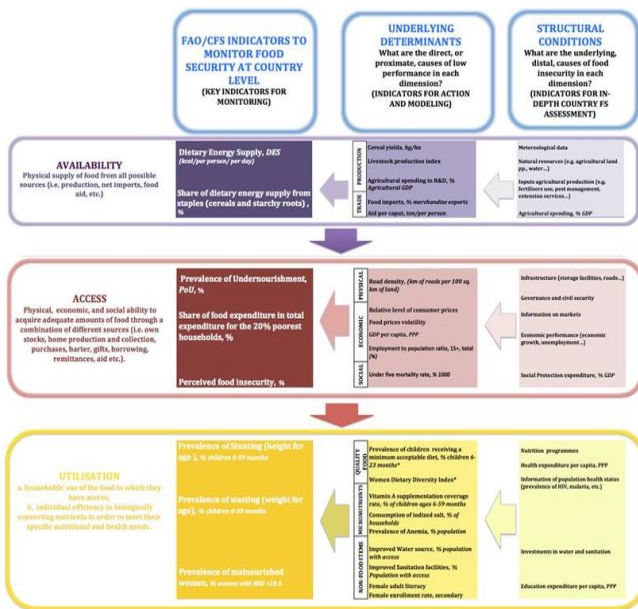 FAO/CFS INDICATORS TO
MONITOR FOOD
SECURITY AT COUNTRY
LEVEL
(KEY INDICATORS FOR
MONITORING)
UNDERLYING
DETERMINANTS
What are the direct, or
proximate, causes of low
performance in each
dimension?
(INDICATORS FOR ACTION
AND MODELING)
STRUCTURAL
CONDITIONS
What are the underlying,
distal, causes of food
insecurity in each
dimension?
(INDICATORS FOR IN-
DEPTH COUNTRY FS
ASSESSMENT)
AVAILABILITY
Physical supply of food from all possible
sources (i.e. production, net imports, food
aid, etc.)
Dietary Energy Supply, DES
(kcal/per person/ per day)
Share of dietary energy supply from
staples (cereals and starchy roots) ,
%
PRODUCTION
TRADE
Cereal yields, hg/ha
Livestock production index
Agricultural spending in R&D, %
Agricultural GDP
Food imports, % merchandise exports
Aid per caput, ton/per person
Metereological data
Natural resources (e.g. agricultural land
pp., water...)
Inputs agricultural production (e.g.
fertilisers use, pest management,
extension services...)
Agricultural spending, % GDP
ACCESS
Physical, economic, and social ability to
acquire adequate amounts of food through a
combination of different sources (i.e. own
stocks, home production and collection,
purchases, barter, gifts, borrowing,
remittances, aid etc.).
Prevalence of Undernourishment,
PoU, %
Share of food expenditure in total
expenditure for the 20% poorest
households, %
Perceived food insecurity, %
PHYSICAL
ECONOMIC
SOCIAL
Road density, (km of roads per 100 sq.
km of land)
Relative level of consumer prices
Food prices volatility
GDP per capita, PPP
Employment to population ratio, 15+, total
(%)
Under five mortality rate, % 1000
Infrastructure (storage facilities, roads...)
Governance and civil security
Information on markets
Economic performance (economic
growth, unemployment...)
Social Protection expenditure, % GDP
UTILISATION
a. households' use of the food to which they
have access;
b. individual efficiency in biologically
converting nutrients in order to meet their
specific nutritional and health needs .
Prevalence of Stunting (height for
age ), % children 0-59 months
Prevalence of wasting (weight for
age), % children 0-59 months
Prevalence of malnourished
women, % women with BMI <18.5
QUALITY
FOOD
MICRONUTRIENTS
NON-FOOD ITEMS
Prevalence of children receiving a
minimum acceptable diet, % children 6-
23 months*
Women Dietary Diversity Index*
Vitamin A supplementation coverage
rate, % of children ages 6-59 months
Consumption of iodized salt, % of
households
Prevalence of Anemia, % population
Improved Water source, % population
with access
Improved Sanitation facilities, %
Population with access
Female adult literacy
Female enrollment rate, secondary
Nutrition programmes
Health expenditure per capita, PPP
Information of population health status
(prevalence of HIV, malaria, etc.)
Investments in water and sanitation
Education expenditure per capita, PPP